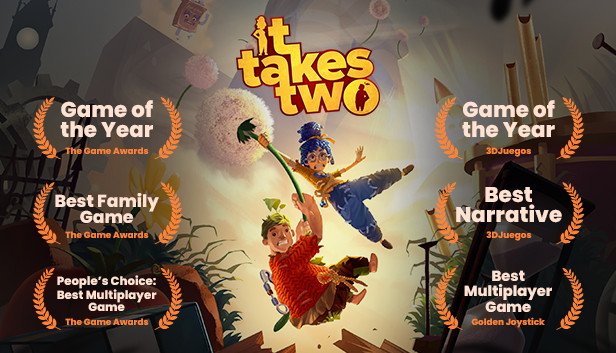 it
takes
two
Game of
the Year
The Game Awards
Best Family
Game
The Game Awards
People's Choice:
Best Multiplayer
Game
The Game Awards
Game of
the Year
3DJuegos
Best
Narrative
3DJuegos
Best
Multiplayer
Game
Golden Joystick